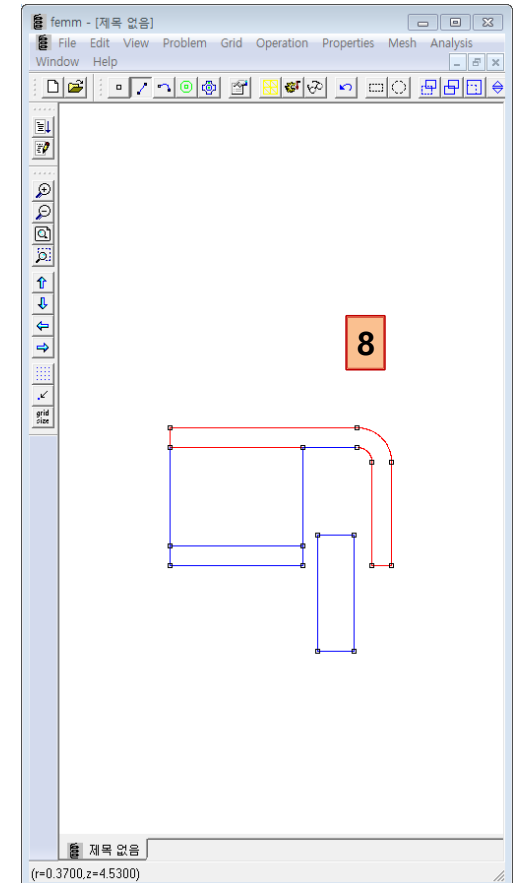 femm - [제목 없음]
File Edit View Problem Grid Operation Properties Mesh Analysis
Window Help
grid
size
8
제목 없음
(r=0.3700,z=4.5300)